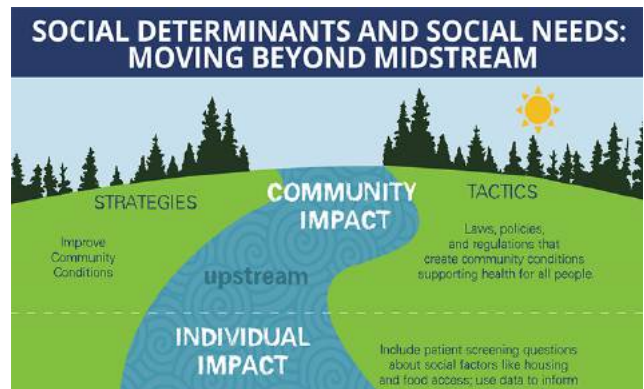 SOCIAL DETERMINANTS AND SOCIAL NEEDS:
MOVING BEYOND MIDSTREAM
STRATEGIES
COMMUNITY
IMPACT
TACTICS
Improve
Community
Conditions
Laws, policies,
and regulations that
create community conditions
supporting health for all people.
upstream
INDIVIDUAL
IMPACT
Include patient screening questions
about social factors like housing
and food access; use data to inform